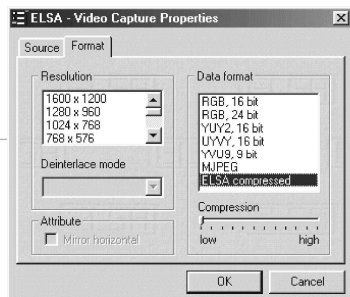 ELSA - Video Capture Properties
Source
Format
Resolution
1600 x 1200
1280 x 960
1024 x 768
768 x 576
Deinterlace mode
Attribute
Mirror horizontal
Data format
RGB, 16 bit
RGB, 24 bit
YUY2, 16 bit
UYVY, 16 bit
YVU9, 9 bit
MJPEG
ELSA compressed
Compression
low high
OK
Cancel